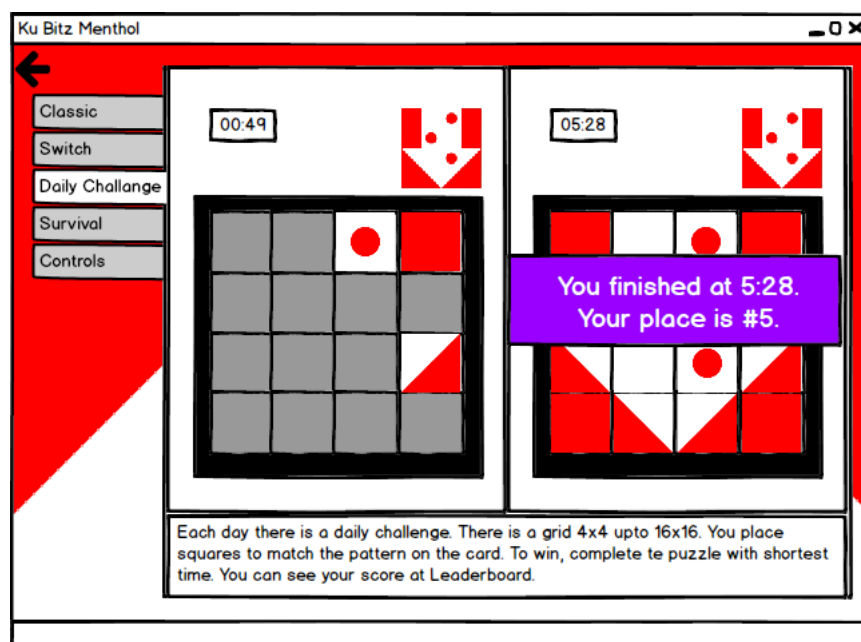 Ku Bitz Menthol
Classic
Switch
Daily Challange
Survival
Controls
00:49
05:28
You finished at 5:28.
Your place is #5.
Each day there is a daily challenge. There is a grid 4x4 upto 16x16. You place
squares to match the pattern on the card. To win, complete te puzzle with shortest
time. You can see your score at Leaderboard.